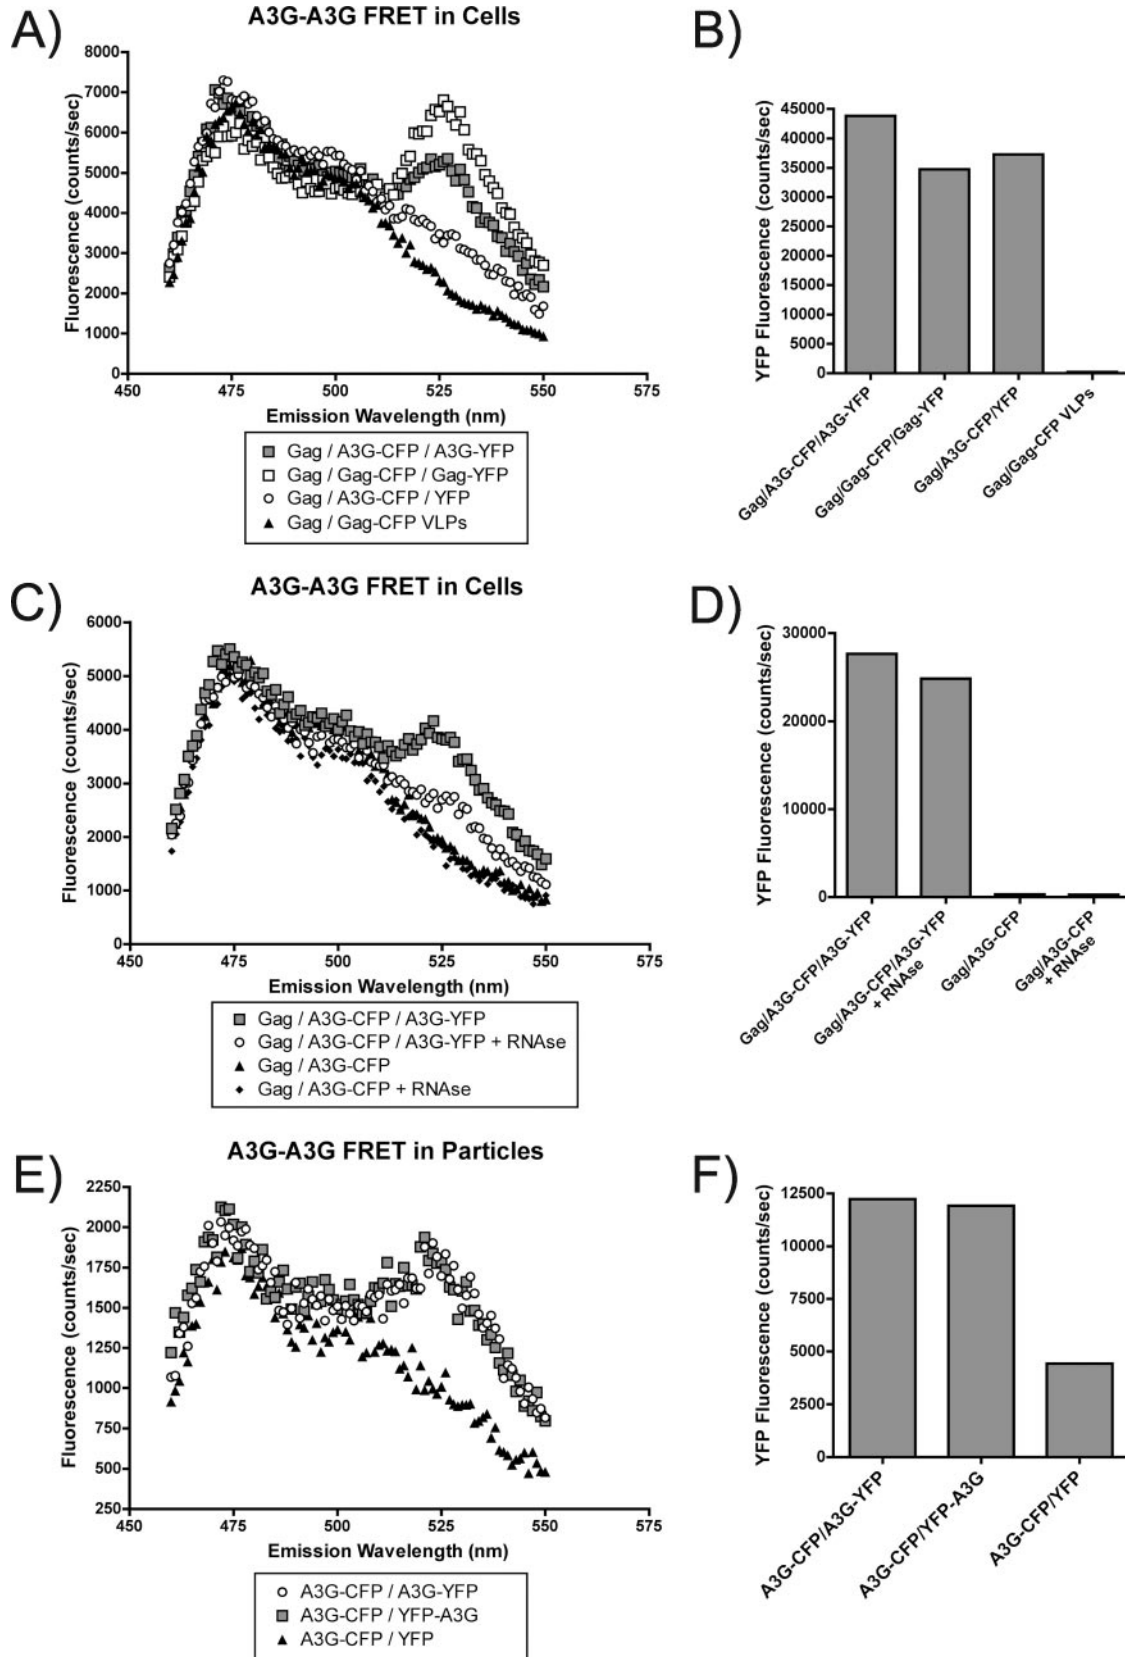 A)
A3G-A3G FRET in Cells
Fluorescence (counts/sec)
8000
7000
6000
5000
4000
3000
2000
1000
0
450 475 500 525 550 575
Emission Wavelength (nm)
Gag / A3G-CFP / A3G-YFP
Gag / Gag-CFP / Gag-YFP
Gag / A3G-CFP / YFP
Gag / Gag-CFP VLPs
B)
YFP Fluorescence (counts/sec)
45000
40000
35000
30000
25000
20000
15000
10000
5000
0
Gag/A3G-CFP/A3G-YFP
Gag/Gag-CFP/Gag-YFP
Gag/A3G-CFP/YFP
Gag/Gag-CFP VLPs
C)
A3G-A3G FRET in Cells
Fluorescence (counts/sec)
6000
5000
4000
3000
2000
1000
0
450 475 500 525 550 575
Emission Wavelength (nm)
Gag / A3G-CFP / A3G-YFP
Gag / A3G-CFP / A3G-YFP + RNAse
Gag / A3G-CFP
Gag / A3G-CFP + RNAse
D)
YFP Fluorescence (counts/sec)
30000
20000
10000
0
Gag/A3G-CFP/A3G-YFP
Gag/A3G-CFP/A3G-YFP
+ RNAse
Gag/A3G-CFP
Gag/A3G-CFP
+ RNAse
E)
A3G-A3G FRET in Particles
Fluorescence (counts/sec)
2250
2000
1750
1500
1250
1000
750
500
250
450 475 500 525 550 575
Emission Wavelength (nm)
A3G-CFP / A3G-YFP
A3G-CFP / YFP-A3G
A3G-CFP / YFP
F)
YFP Fluorescence (counts/sec)
12500
10000
7500
5000
2500
0
A3G-CFP/A3G-YFP
A3G-CFP/YFP-A3G
A3G-CFP/YFP